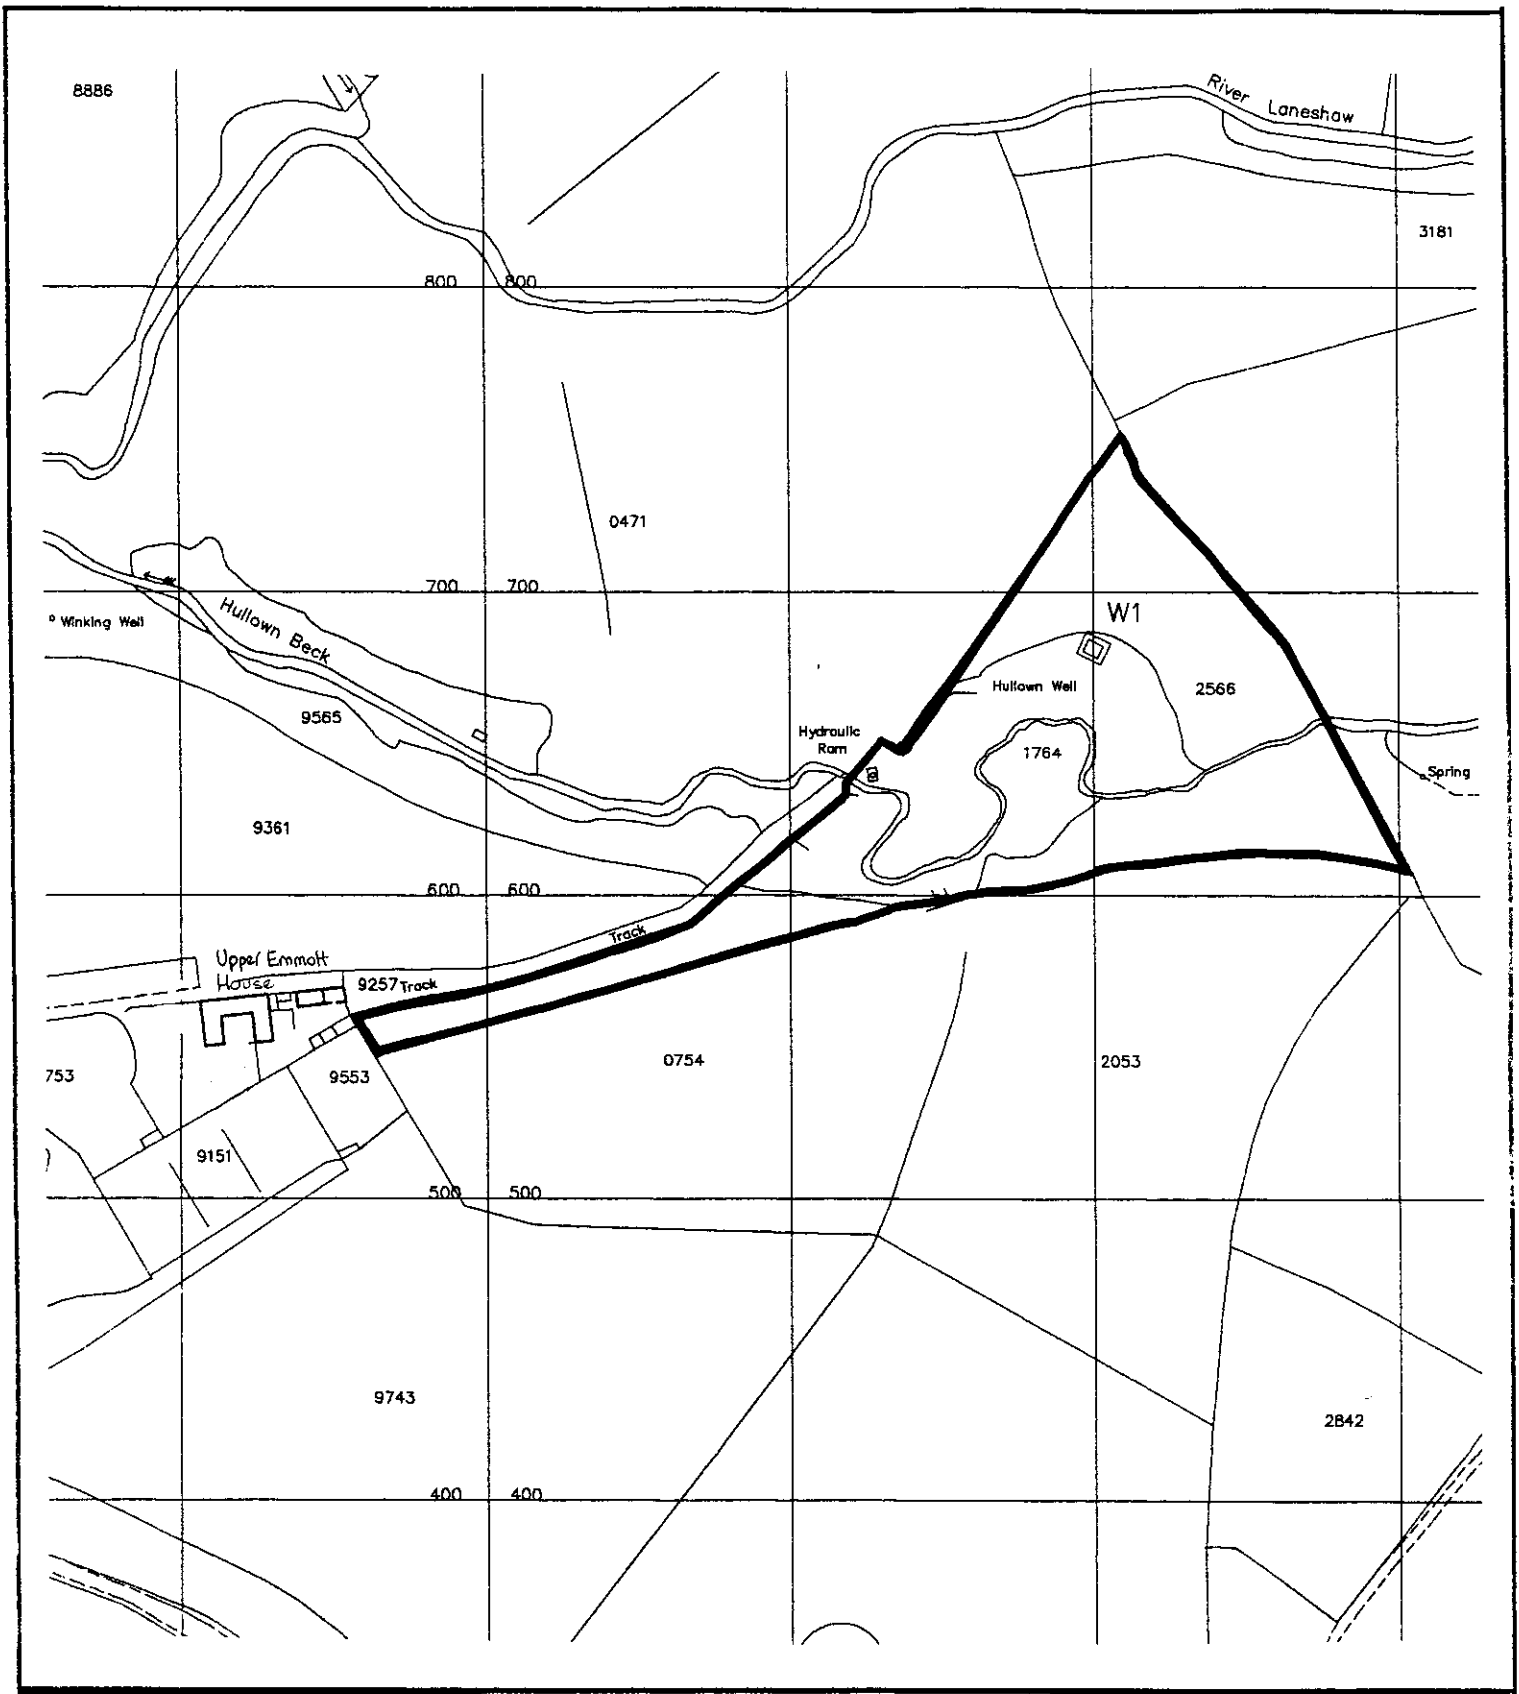 8886
River Laneshaw
3181
800 800
0471
700 700
Hullown Beck
Winking Well
W1
Hullown Well
2566
9565
Hydraulic
Ram
1764
Spring
9361
600 600
Track
Upper Emmott
House
9257 Track
753
9553
0754
2053
9151
500 500
9743
2842
400 400